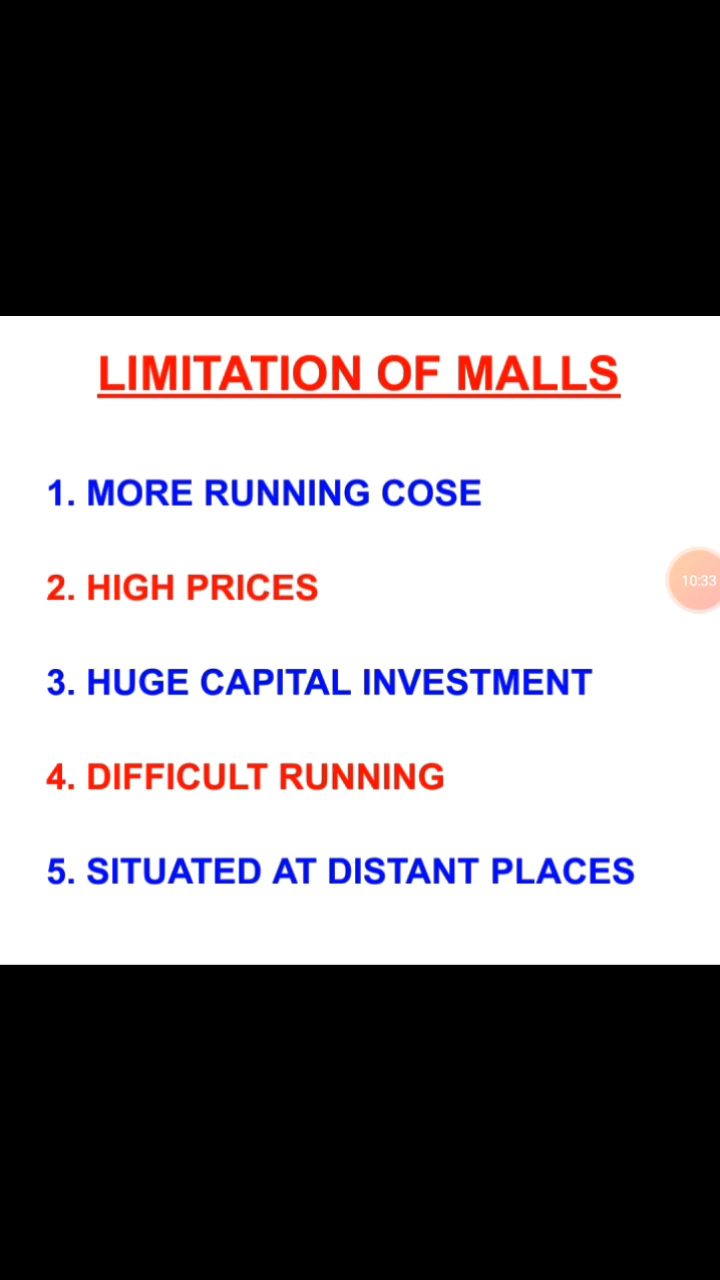 LIMITATION OF MALLS
1. MORE RUNNING COSE
2. HIGH PRICES
10:33
3. HUGE CAPITAL INVESTMENT
4. DIFFICULT RUNNING
5. SITUATED AT DISTANT PLACES